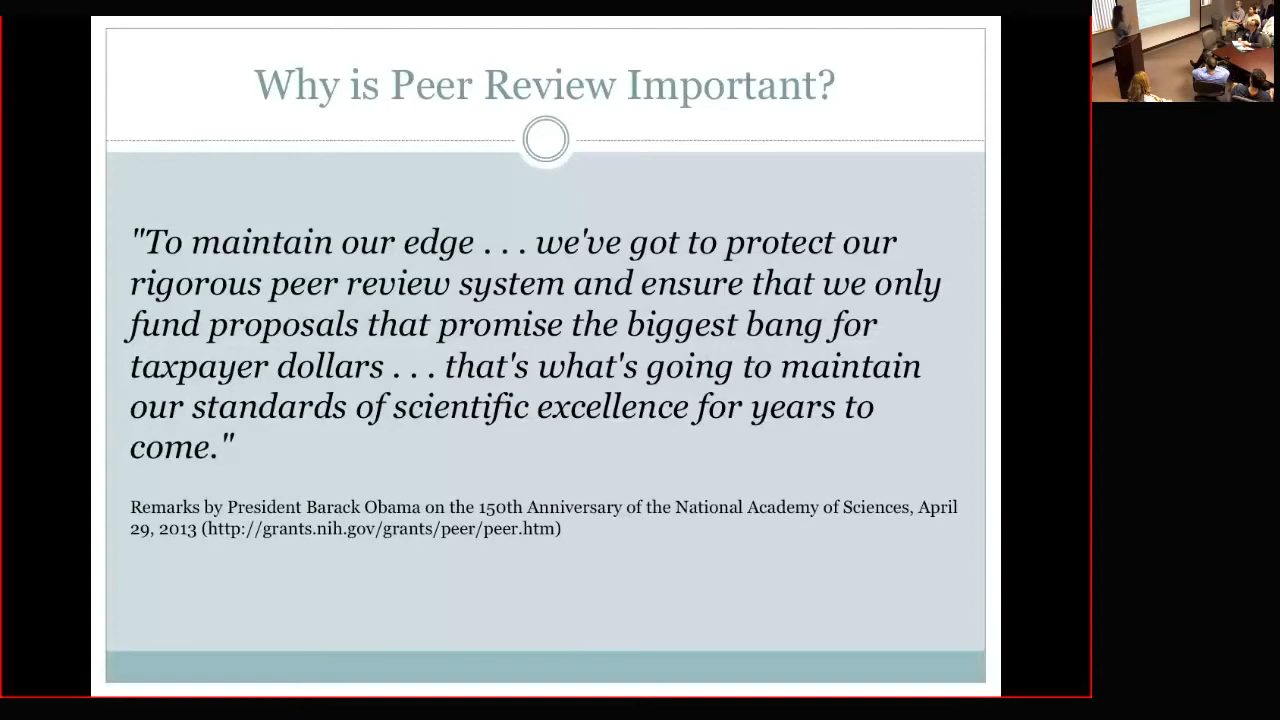 Why is Peer Review Important?
"To maintain our edge . . . we've got to protect our
rigorous peer review system and ensure that we only
fund proposals that promise the biggest bang for
taxpayer dollars . . . that's what's going to maintain
our standards of scientific excellence for years to
come."
Remarks by President Barack Obama on the 150th Anniversary of the National Academy of Sciences, April
29, 2013 (http://grants.nih.gov/grants/peer/peer.htm)